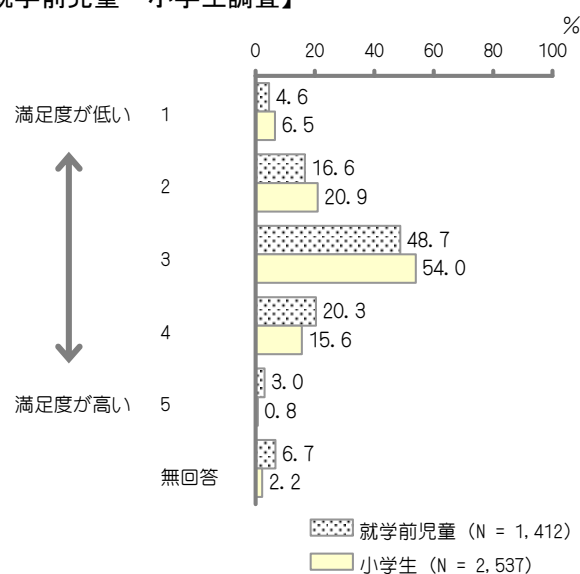 就学前児童・小学生調査】
%
0 20 40 60 80 100
満足度が低い 1 4.6
6.5
2 16.6
20.9
3 48.7
54.0
4 20.3
15.6
満足度が高い 5 3.0
0.8
無回答 6.7
2.2
就学前児童 (N = 1,412)
小学生 (N = 2,537)